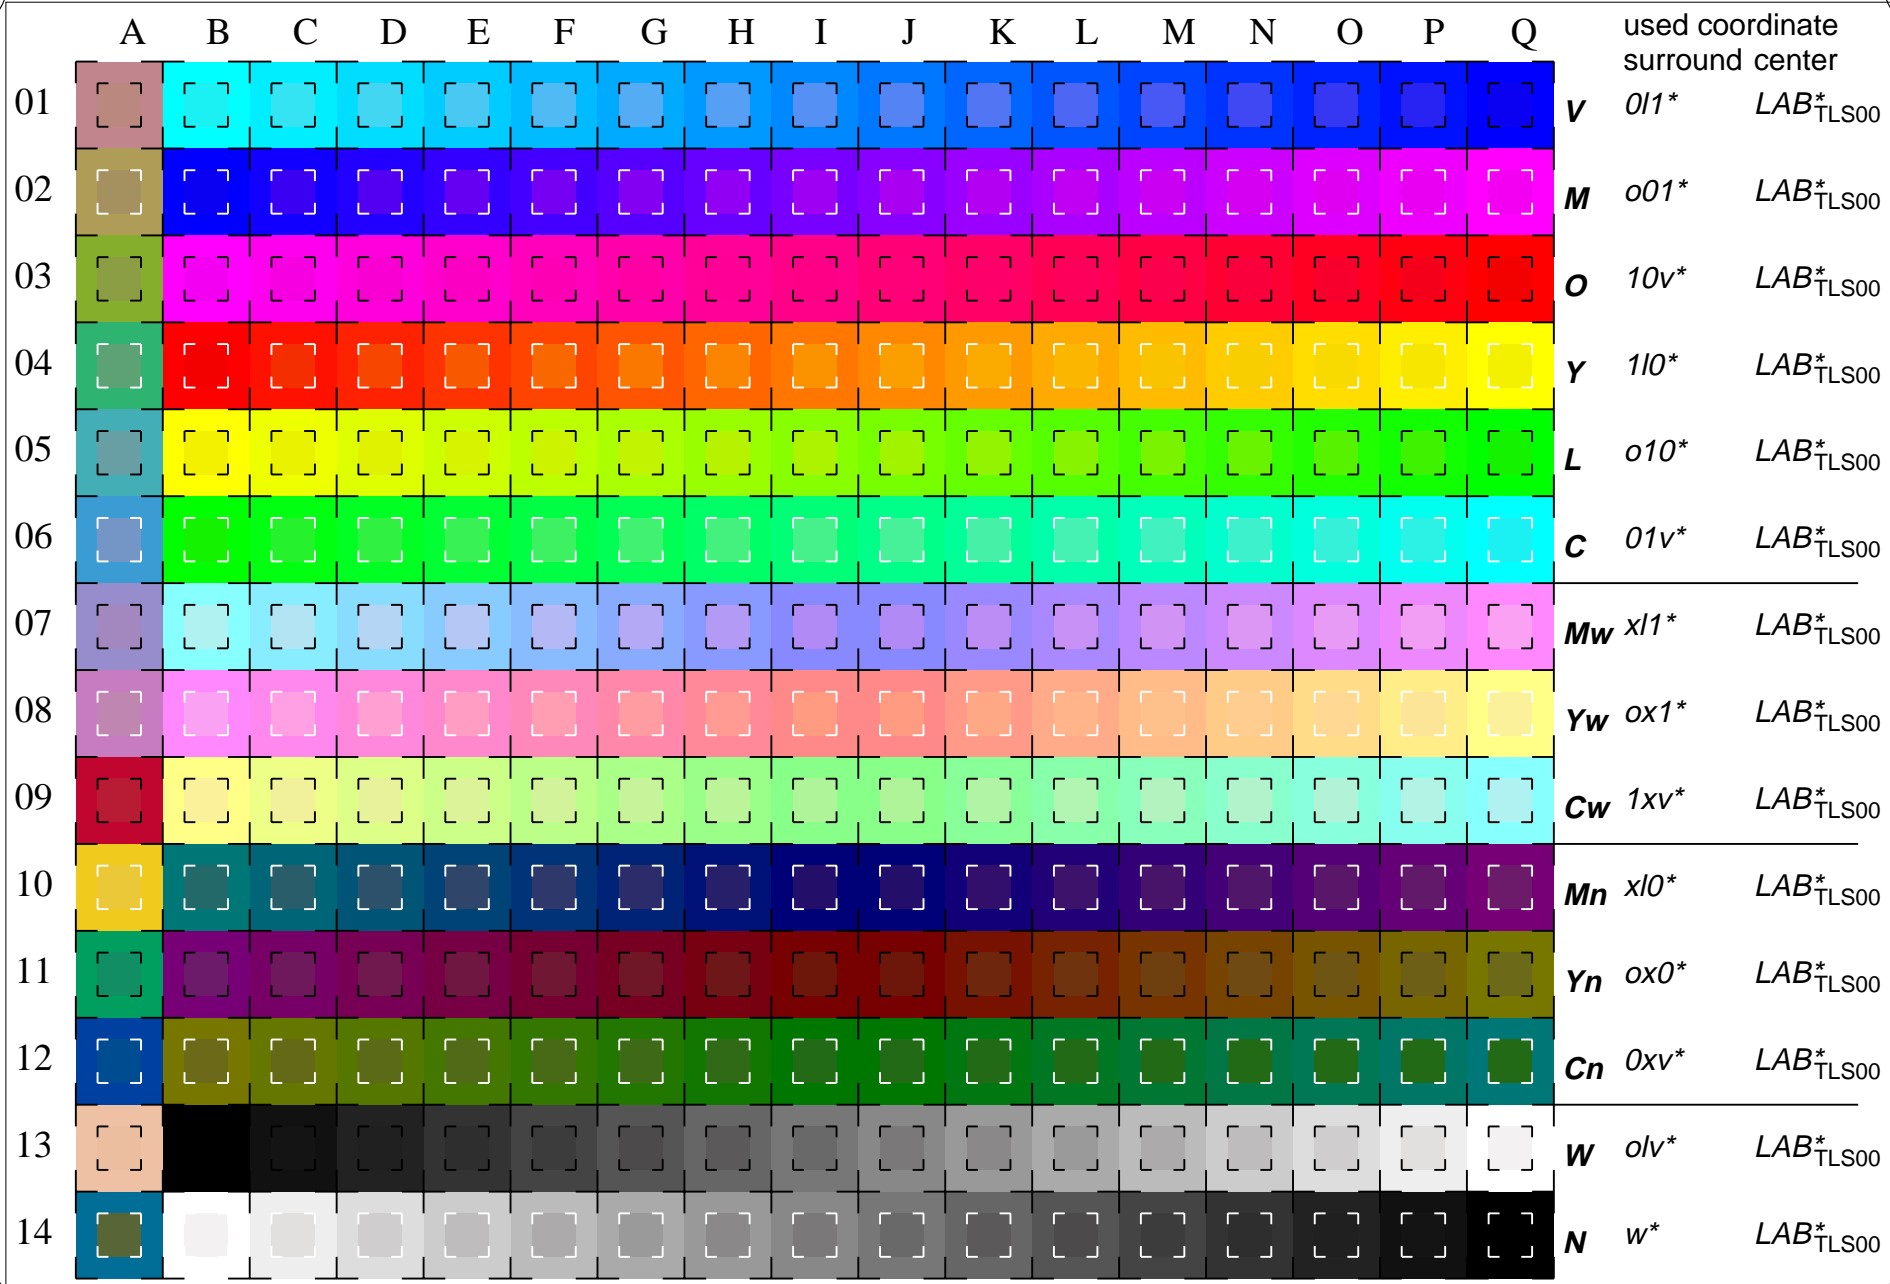 A B C D E F G H I J K L M N O P Q used coordinate
surround center
01 V 0l1* LAB*TLS00
02 M o01* LAB*TLS00
03 O 10v* LAB*TLS00
04 Y 1l0* LAB*TLS00
05 L o10* LAB*TLS00
06 C 01v* LAB*TLS00
07 Mw xl1* LAB*TLS00
08 Yw ox1* LAB*TLS00
09 Cw 1xv* LAB*TLS00
10 Mn xl0* LAB*TLS00
11 Yn ox0* LAB*TLS00
12 Cn 0xv* LAB*TLS00
13 W olv* LAB*TLS00
14 N w* LAB*TLS00